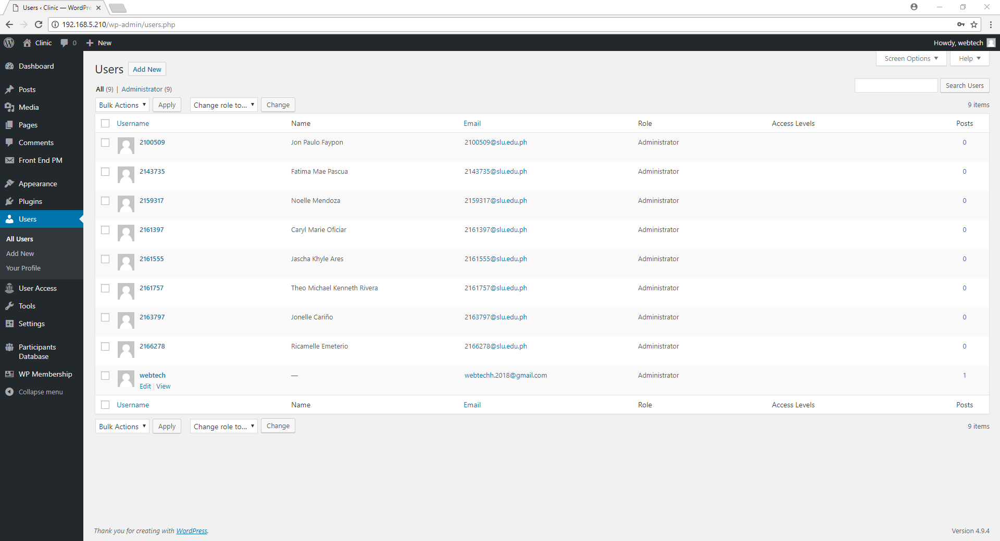 Users ‹ Clinic — WordPre
192.168.5.210/wp-admin/users.php
Clinic 0 New Howdy, webtech
Dashboard
Posts
Media
Pages
Comments
Front End PM
Appearance
Plugins
Users
All Users
Add New
Your Profile
User Access
Tools
Settings
Participants
Database
WP Membership
Collapse menu
Screen Options Help
Users Add New
All (9) | Administrator (9)
Search Users
Bulk Actions Apply Change role to... Change 9 items
Username Name Email Role Access Levels Posts
2100509 Jon Paulo Faypon 2100509@slu.edu.ph Administrator 0
2143735 Fatima Mae Pascua 2143735@slu.edu.ph Administrator 0
2159317 Noelle Mendoza 2159317@slu.edu.ph Administrator 0
2161397 Caryl Marie Oficiar 2161397@slu.edu.ph Administrator 0
2161555 Jascha Khyle Ares 2161555@slu.edu.ph Administrator 0
2161757 Theo Michael Kenneth Rivera 2161757@slu.edu.ph Administrator 0
2163797 Jonelle Cariño 2163797@slu.edu.ph Administrator 0
2166278 Ricamelle Emeterio 2166278@slu.edu.ph Administrator 0
webtech — webtechh.2018@gmail.com Administrator 1
Edit | View
Username Name Email Role Access Levels Posts
Bulk Actions Apply Change role to... Change 9 items
Thank you for creating with WordPress. Version 4.9.4